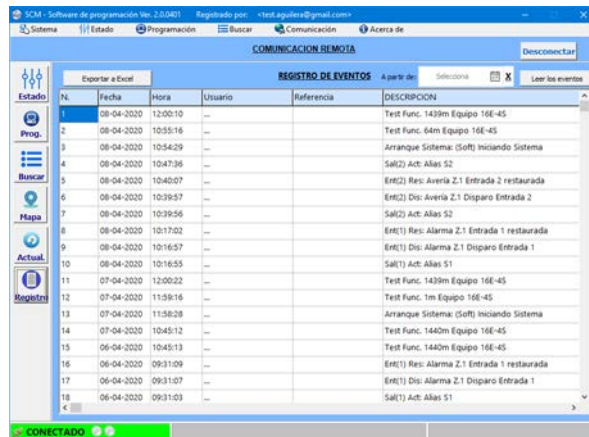 SCM - Software de programación Ver. 2.0.0401 Registrado por: <test.aguilera@gmail.com>
Sistema Estado Programación Buscar Comunicación Acerca de
COMUNICACION REMOTA Desconectar
Exportar a Excel REGISTRO DE EVENTOS A partir de: Selecciona X Leer los eventos
Estado
Prog.
Buscar
Mapa
Actual.
Registro
N. Fecha Hora Usuario Referencia DESCRIPCION
1 08-04-2020 12:00:10 ... Test Func. 1439m Equipo 16E-4S
2 08-04-2020 10:55:16 ... Test Func. 64m Equipo 16E-4S
3 08-04-2020 10:54:29 ... Arranque Sistema: (Soft) Iniciando Sistema
4 08-04-2020 10:47:36 ... Sal(2) Act: Alias S2
5 08-04-2020 10:40:07 ... Ent(2) Res: Avería Z.1 Entrada 2 restaurada
6 08-04-2020 10:39:57 ... Ent(2) Dis: Avería Z.1 Disparo Entrada 2
7 08-04-2020 10:39:56 ... Sal(2) Act: Alias S2
8 08-04-2020 10:17:02 ... Ent(1) Res: Alarma Z.1 Entrada 1 restaurada
9 08-04-2020 10:16:57 ... Ent(1) Dis: Alarma Z.1 Disparo Entrada 1
10 08-04-2020 10:16:55 ... Sal(1) Act: Alias S1
11 07-04-2020 12:00:22 ... Test Func. 1439m Equipo 16E-4S
12 07-04-2020 11:59:16 ... Test Func. 1m Equipo 16E-4S
13 07-04-2020 11:58:28 ... Arranque Sistema: (Soft) Iniciando Sistema
14 07-04-2020 10:45:12 ... Test Func. 1440m Equipo 16E-4S
15 06-04-2020 10:45:13 ... Test Func. 1440m Equipo 16E-4S
16 06-04-2020 09:31:09 ... Ent(1) Res: Alarma Z.1 Entrada 1 restaurada
17 06-04-2020 09:31:07 ... Ent(1) Dis: Alarma Z.1 Disparo Entrada 1
18 06-04-2020 09:31:03 ... Sal(1) Act: Alias S1
CONECTADO